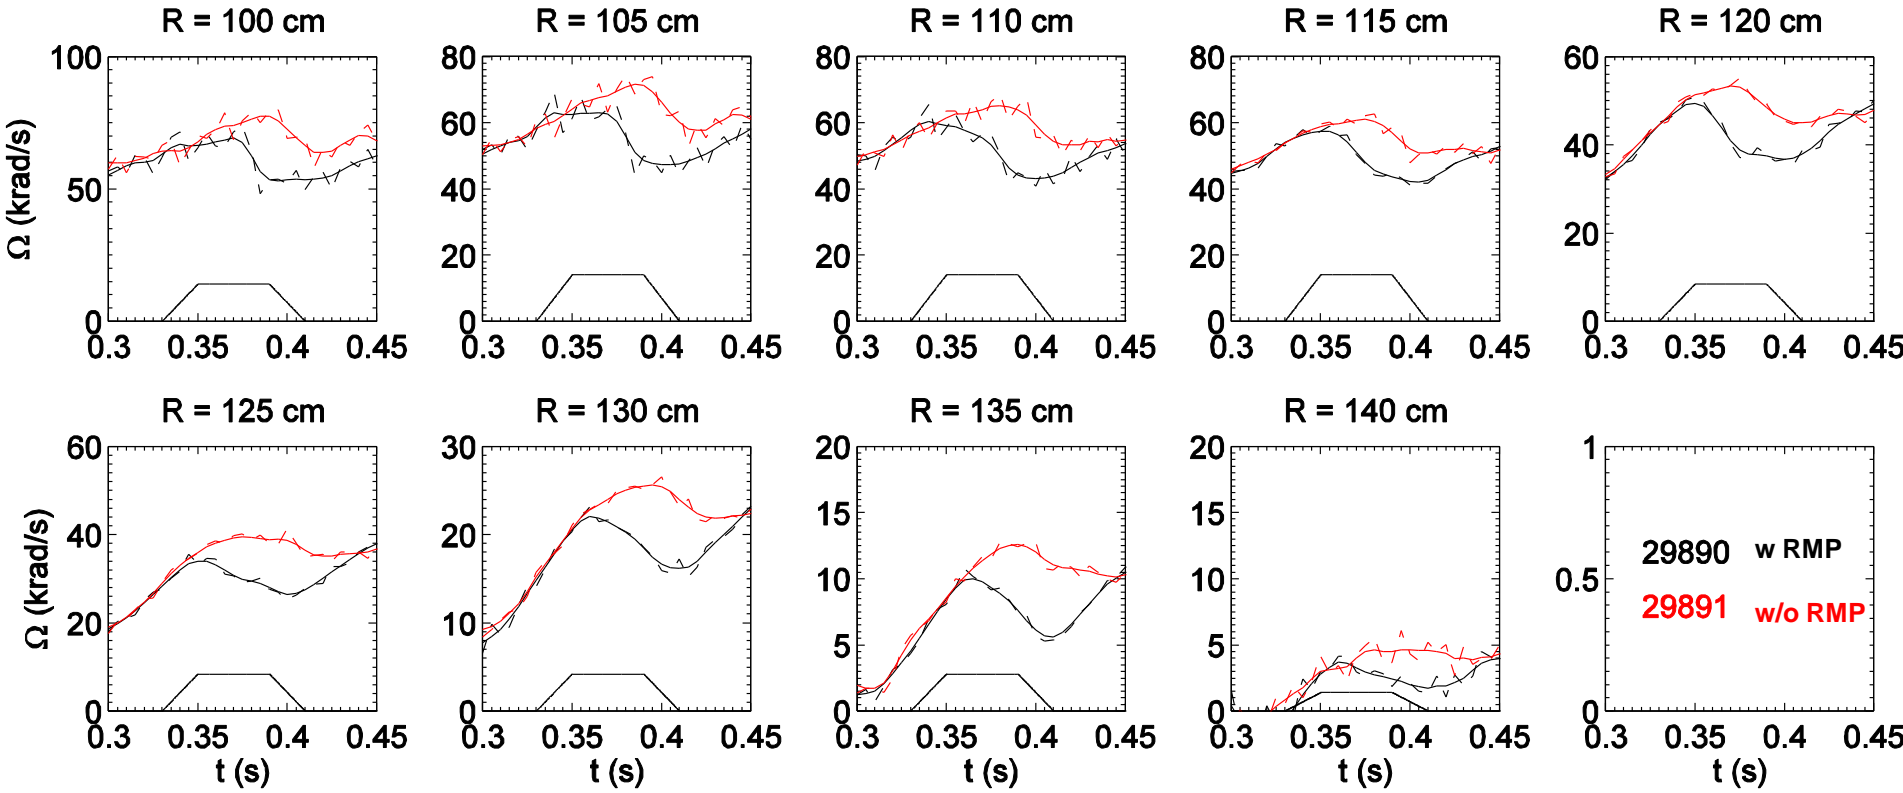 R = 100 cm
R = 105 cm
R = 110 cm
R = 115 cm
R = 120 cm
Ω (krad/s)
100
50
0
0.3 0.35 0.4 0.45
80
60
40
20
0
0.3 0.35 0.4 0.45
80
60
40
20
0
0.3 0.35 0.4 0.45
80
60
40
20
0
0.3 0.35 0.4 0.45
60
40
20
0
0.3 0.35 0.4 0.45
R = 125 cm
R = 130 cm
R = 135 cm
R = 140 cm
Ω (krad/s)
60
40
20
0
0.3 0.35 0.4 0.45
t (s)
30
20
10
0
0.3 0.35 0.4 0.45
t (s)
20
15
10
5
0
0.3 0.35 0.4 0.45
t (s)
20
15
10
5
0
0.3 0.35 0.4 0.45
t (s)
1
0.5
0
29890 w RMP
29891 w/o RMP
0.3 0.35 0.4 0.45
t (s)